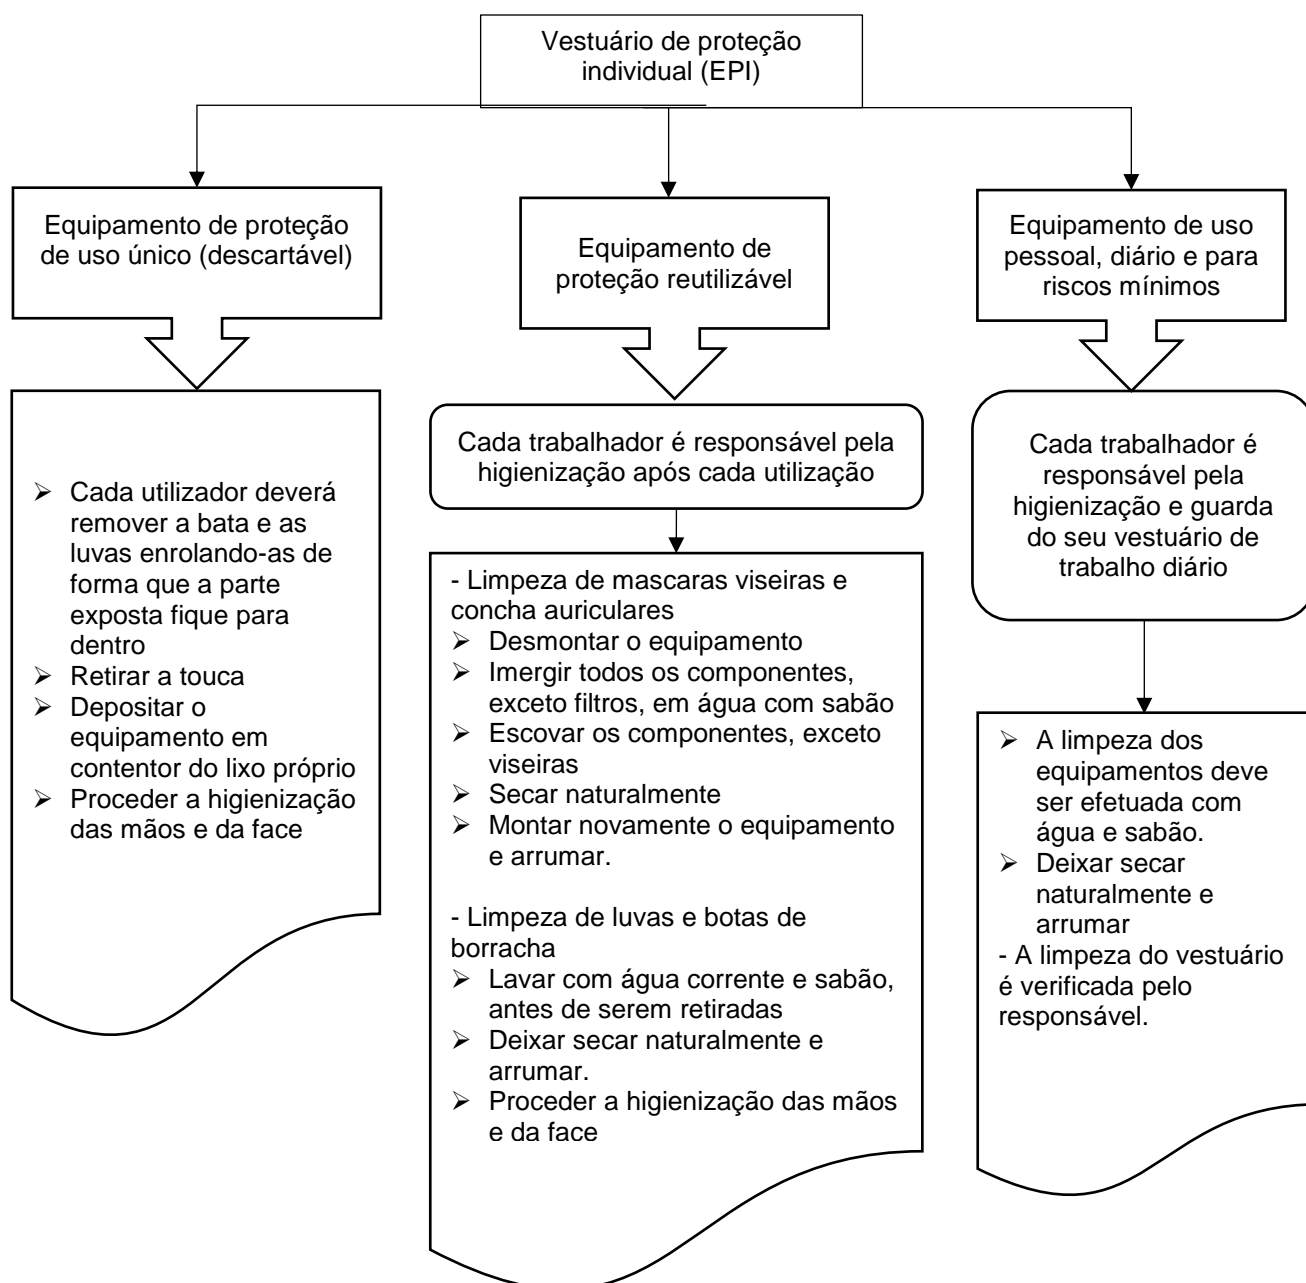 Vestuário de proteção
individual (EPI)
Equipamento de proteção
de uso único (descartável)
Equipamento de
proteção reutilizável
Equipamento de uso
pessoal, diário e para
riscos mínimos
➢ Cada utilizador deverá
remover a bata e as
luvas enrolando-as de
forma que a parte
exposta fique para
dentro
➢ Retirar a touca
➢ Depositar o
equipamento em
contentor do lixo próprio
➢ Proceder a higienização
das mãos e da face
Cada trabalhador é responsável pela
higienização após cada utilização
- Limpeza de mascaras viseiras e
concha auriculares
➢ Desmontar o equipamento
➢ Imergir todos os componentes,
exceto filtros, em água com sabão
➢ Escovar os componentes, exceto
viseiras
➢ Secar naturalmente
➢ Montar novamente o equipamento
e arrumar.
- Limpeza de luvas e botas de
borracha
➢ Lavar com água corrente e sabão,
antes de serem retiradas
➢ Deixar secar naturalmente e
arrumar.
➢ Proceder a higienização das mãos
e da face
Cada trabalhador é
responsável pela
higienização e guarda
do seu vestuário de
trabalho diário
➢ A limpeza dos
equipamentos deve
ser efetuada com
água e sabão.
➢ Deixar secar
naturalmente e
arrumar
- A limpeza do vestuário
é verificada pelo
responsável.